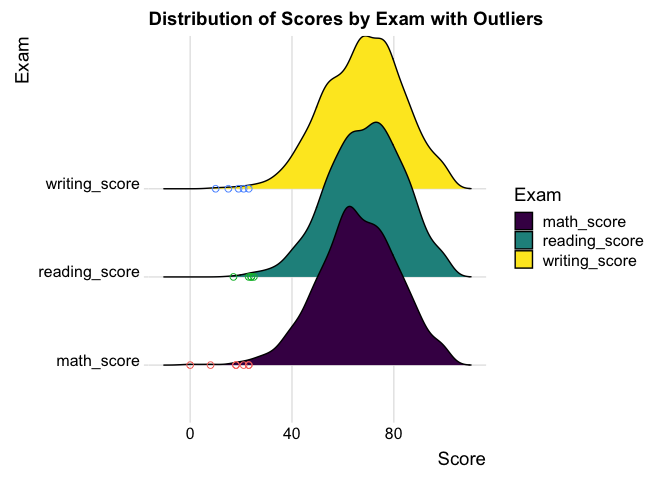 Distribution of Scores by Exam with Outliers
Exam
writing_score
reading_score
math_score
0 40 80
Score
Exam
math_score
reading_score
writing_score